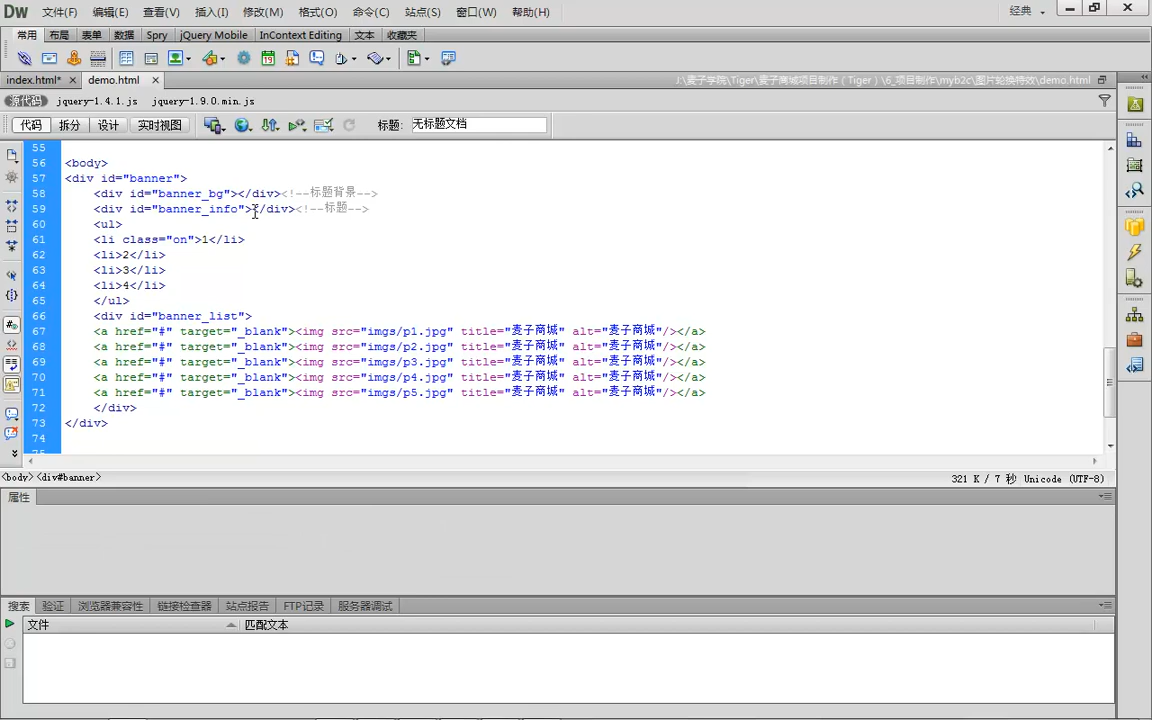 Dw 文件(F) 编辑(E) 查看(V) 插入(I) 修改(M) 格式(O) 命令(C) 站点(S) 窗口(W) 帮助(H) 经典
常用 布局 表单 数据 Spry jQuery Mobile InContext Editing 文本 收藏夹
index.html* demo.html J:\麦子学院\Tiger\麦子商城项目制作 (Tiger) \6_项目制作\myb2c\图片轮换特效\demo.html
源代码 jquery-1.4.1.js jquery-1.9.0.min.js
代码 拆分 设计 实时视图 标题: 无标题文档
55
56 <body>
57 <div id="banner">
58 <div id="banner_bg"></div><!--标题背景-->
59 <div id="banner_info"></div><!--标题-->
60 <ul>
61 <li class="on">1</li>
62 <li>2</li>
63 <li>3</li>
64 <li>4</li>
65 </ul>
66 <div id="banner_list">
67 <a href="#" target="_blank"><img src="imgs/p1.jpg" title="麦子商城" alt="麦子商城"/></a>
68 <a href="#" target="_blank"><img src="imgs/p2.jpg" title="麦子商城" alt="麦子商城"/></a>
69 <a href="#" target="_blank"><img src="imgs/p3.jpg" title="麦子商城" alt="麦子商城"/></a>
70 <a href="#" target="_blank"><img src="imgs/p4.jpg" title="麦子商城" alt="麦子商城"/></a>
71 <a href="#" target="_blank"><img src="imgs/p5.jpg" title="麦子商城" alt="麦子商城"/></a>
72 </div>
73 </div>
74
<body> <div#banner> 321 K / 7 秒 Unicode (UTF-8)
属性
搜索 验证 浏览器兼容性 链接检查器 站点报告 FTP记录 服务器调试
文件 匹配文本